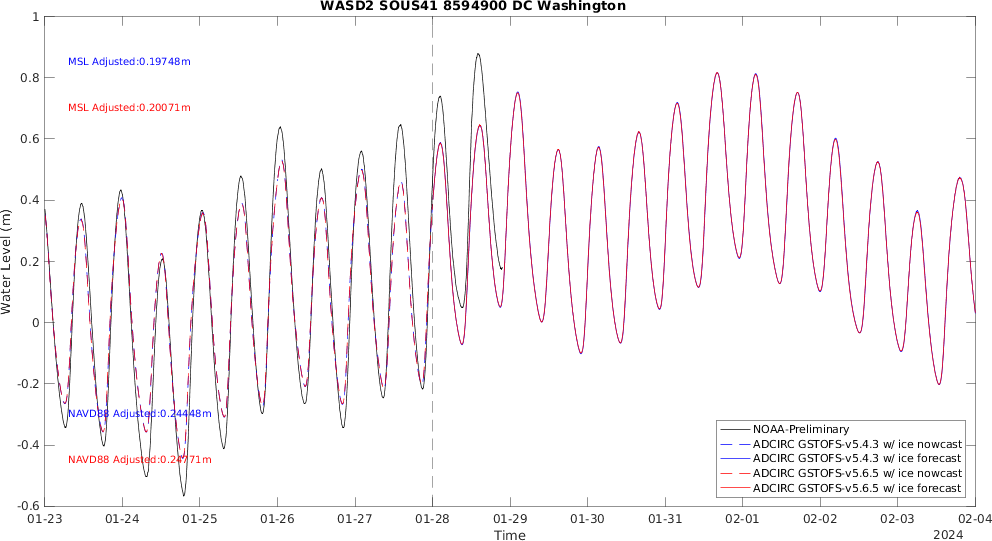 WASD2 SOUS41 8594900 DC Washington
1
0.8
0.6
0.4
0.2
0
-0.2
-0.4
-0.6
Water Level (m)
MSL Adjusted:0.19748m
MSL Adjusted:0.20071m
NAVD88 Adjusted:0.24448m
NAVD88 Adjusted:0.24771m
NOAA-Preliminary
ADCIRC GSTOFS-v5.4.3 w/ ice nowcast
ADCIRC GSTOFS-v5.4.3 w/ ice forecast
ADCIRC GSTOFS-v5.6.5 w/ ice nowcast
ADCIRC GSTOFS-v5.6.5 w/ ice forecast
01-23 01-24 01-25 01-26 01-27 01-28 01-29 01-30 01-31 02-01 02-02 02-03 02-04
Time
2024